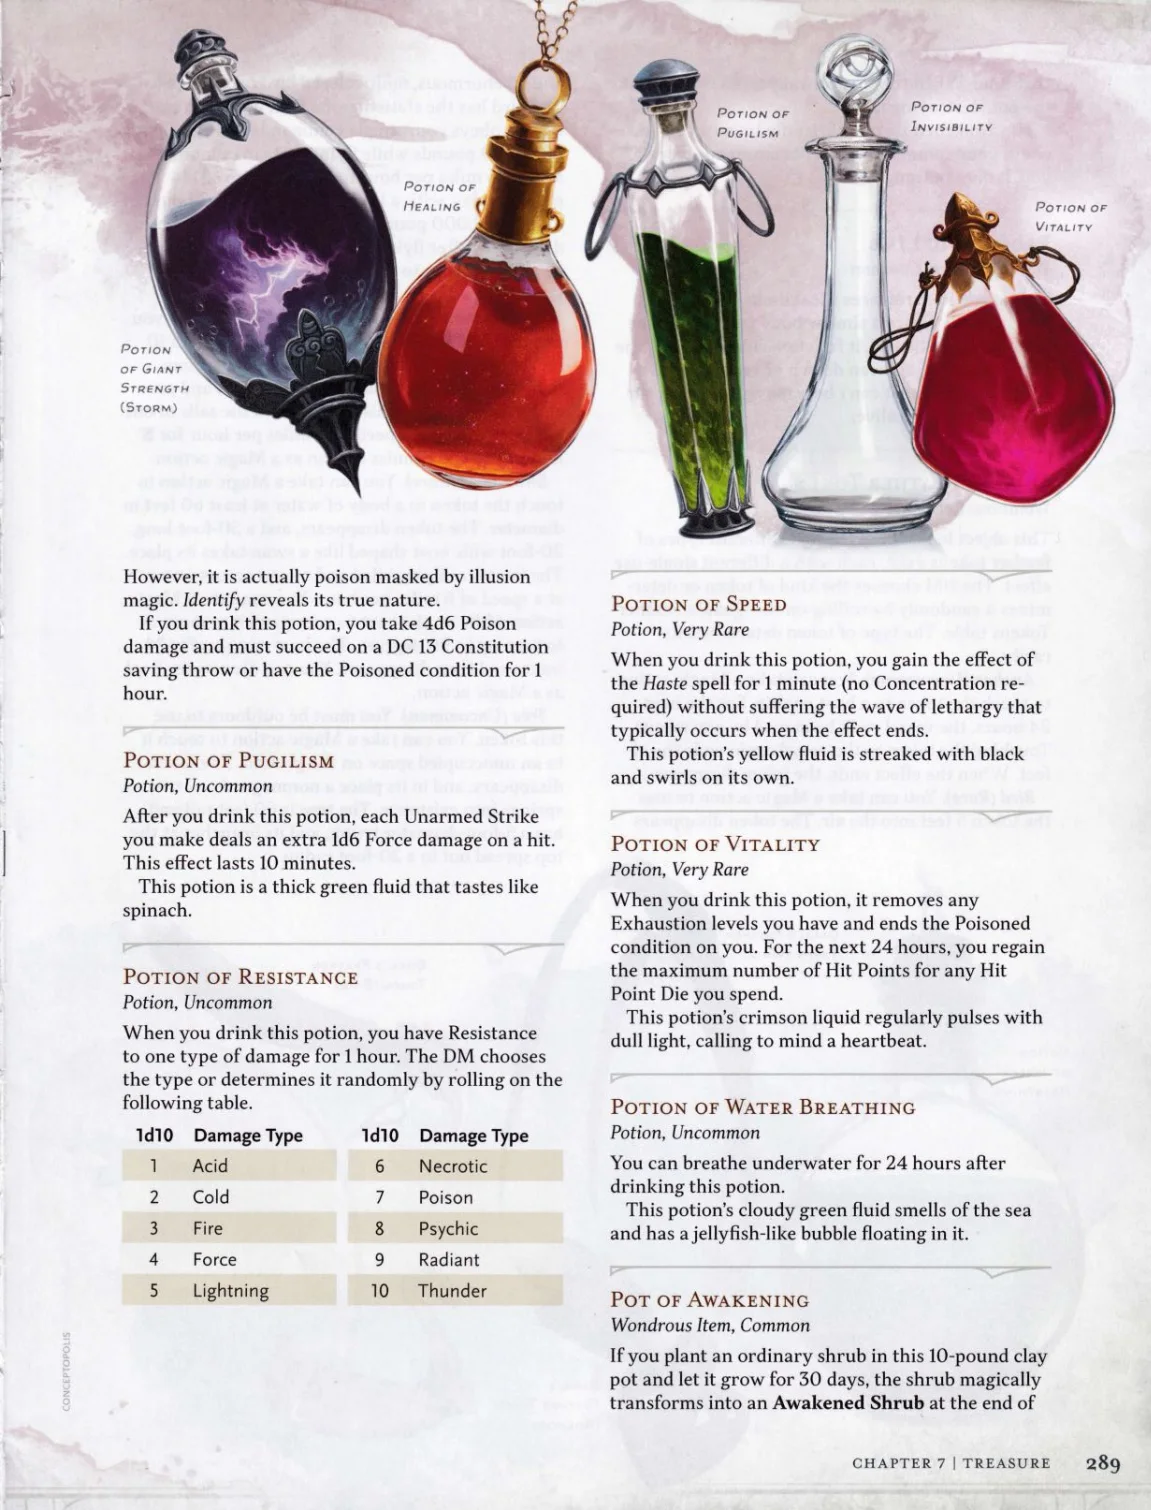 POTION OF
PUGILISM
POTION OF
INVISIBILITY
POTION OF
HEALING
POTION OF
VITALITY
POTION
OF GIANT
STRENGTH
(STORM)
However, it is actually poison masked by illusion
magic. Identify reveals its true nature.
If you drink this potion, you take 4d6 Poison
damage and must succeed on a DC 13 Constitution
saving throw or have the Poisoned condition for 1
hour.
POTION OF PUGILISM
Potion, Uncommon
After you drink this potion, each Unarmed Strike
you make deals an extra 1d6 Force damage on a hit.
This effect lasts 10 minutes.
This potion is a thick green fluid that tastes like
spinach.
POTION OF RESISTANCE
Potion, Uncommon
When you drink this potion, you have Resistance
to one type of damage for 1 hour. The DM chooses
the type or determines it randomly by rolling on the
following table.
1d10 Damage Type 1d10 Damage Type
1 Acid 6 Necrotic
2 Cold 7 Poison
3 Fire 8 Psychic
4 Force 9 Radiant
5 Lightning 10 Thunder
POTION OF SPEED
Potion, Very Rare
When you drink this potion, you gain the effect of
the Haste spell for 1 minute (no Concentration re-
quired) without suffering the wave of lethargy that
typically occurs when the effect ends.
This potion's yellow fluid is streaked with black
and swirls on its own.
POTION OF VITALITY
Potion, Very Rare
When you drink this potion, it removes any
Exhaustion levels you have and ends the Poisoned
condition on you. For the next 24 hours, you regain
the maximum number of Hit Points for any Hit
Point Die you spend.
This potion's crimson liquid regularly pulses with
dull light, calling to mind a heartbeat.
POTION OF WATER BREATHING
Potion, Uncommon
You can breathe underwater for 24 hours after
drinking this potion.
This potion's cloudy green fluid smells of the sea
and has a jellyfish-like bubble floating in it.
POT OF AWAKENING
Wondrous Item, Common
If you plant an ordinary shrub in this 10-pound clay
pot and let it grow for 30 days, the shrub magically
transforms into an Awakened Shrub at the end of
CONCEPTOPOLIS
CHAPTER 7 | TREASURE 289